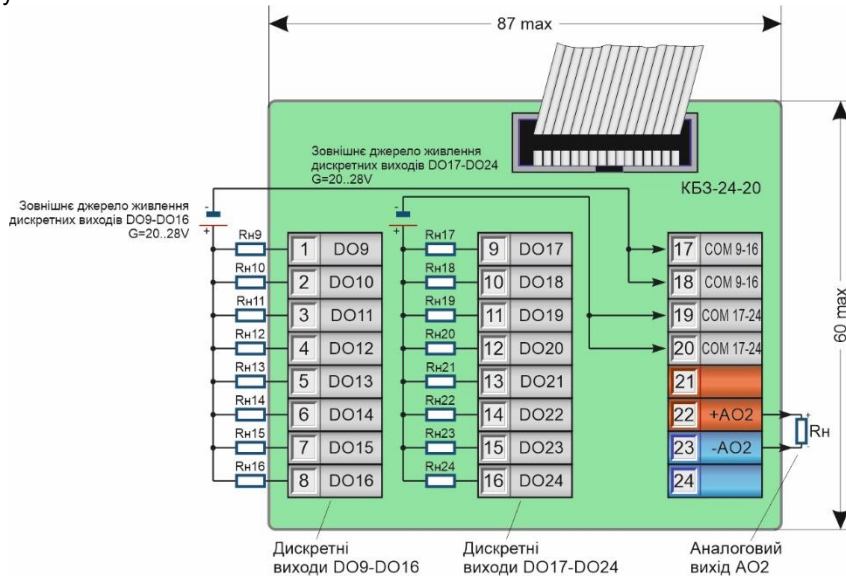 у
87 max
Зовнішнє джерело живлення
дискретних виходів DO17-DO24
G=20..28V
КБЗ-24-20
Зовнішнє джерело живлення
дискретних виходів DO9-DO16
G=20..28V
-
+
-
+
Rн9 1 DO9 Rн17 9 DO17 17 COM 9-16
Rн10 2 DO10 Rн18 10 DO18 18 COM 9-16
Rн11 3 DO11 Rн19 11 DO19 19 COM 17-24
Rн12 4 DO12 Rн20 12 DO20 20 COM 17-24
Rн13 5 DO13 Rн21 13 DO21 21
Rн14 6 DO14 Rн22 14 DO22 22 +AO2 +
Rн
Rн15 7 DO15 Rн23 15 DO23 23 -AO2 -
Rн16 8 DO16 Rн24 16 DO24 24
60 max
Дискретні
виходи DO9-DO16
Дискретні
виходи DO17-DO24
Аналоговий
вихід AO2